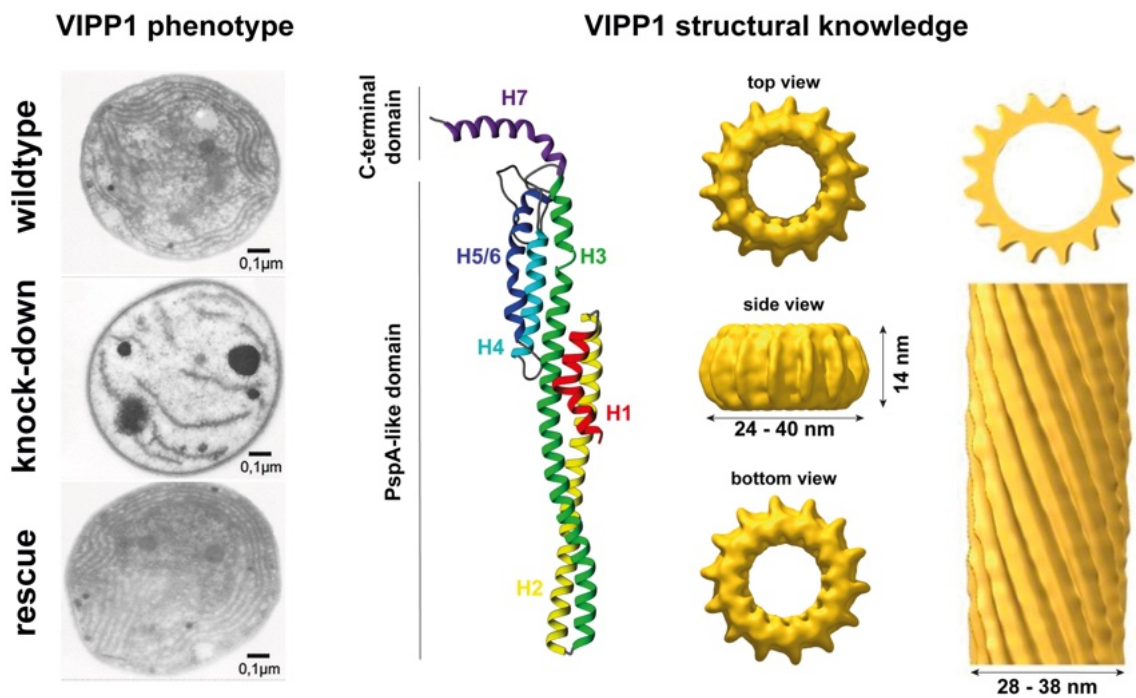 VIPP1 phenotype
VIPP1 structural knowledge
wildtype
0,1µm
knock-down
0,1µm
rescue
0,1µm
C-terminal
domain
PspA-like domain
H7
H5/6
H3
H4
H1
H2
top view
side view
14 nm
24 - 40 nm
bottom view
28 - 38 nm